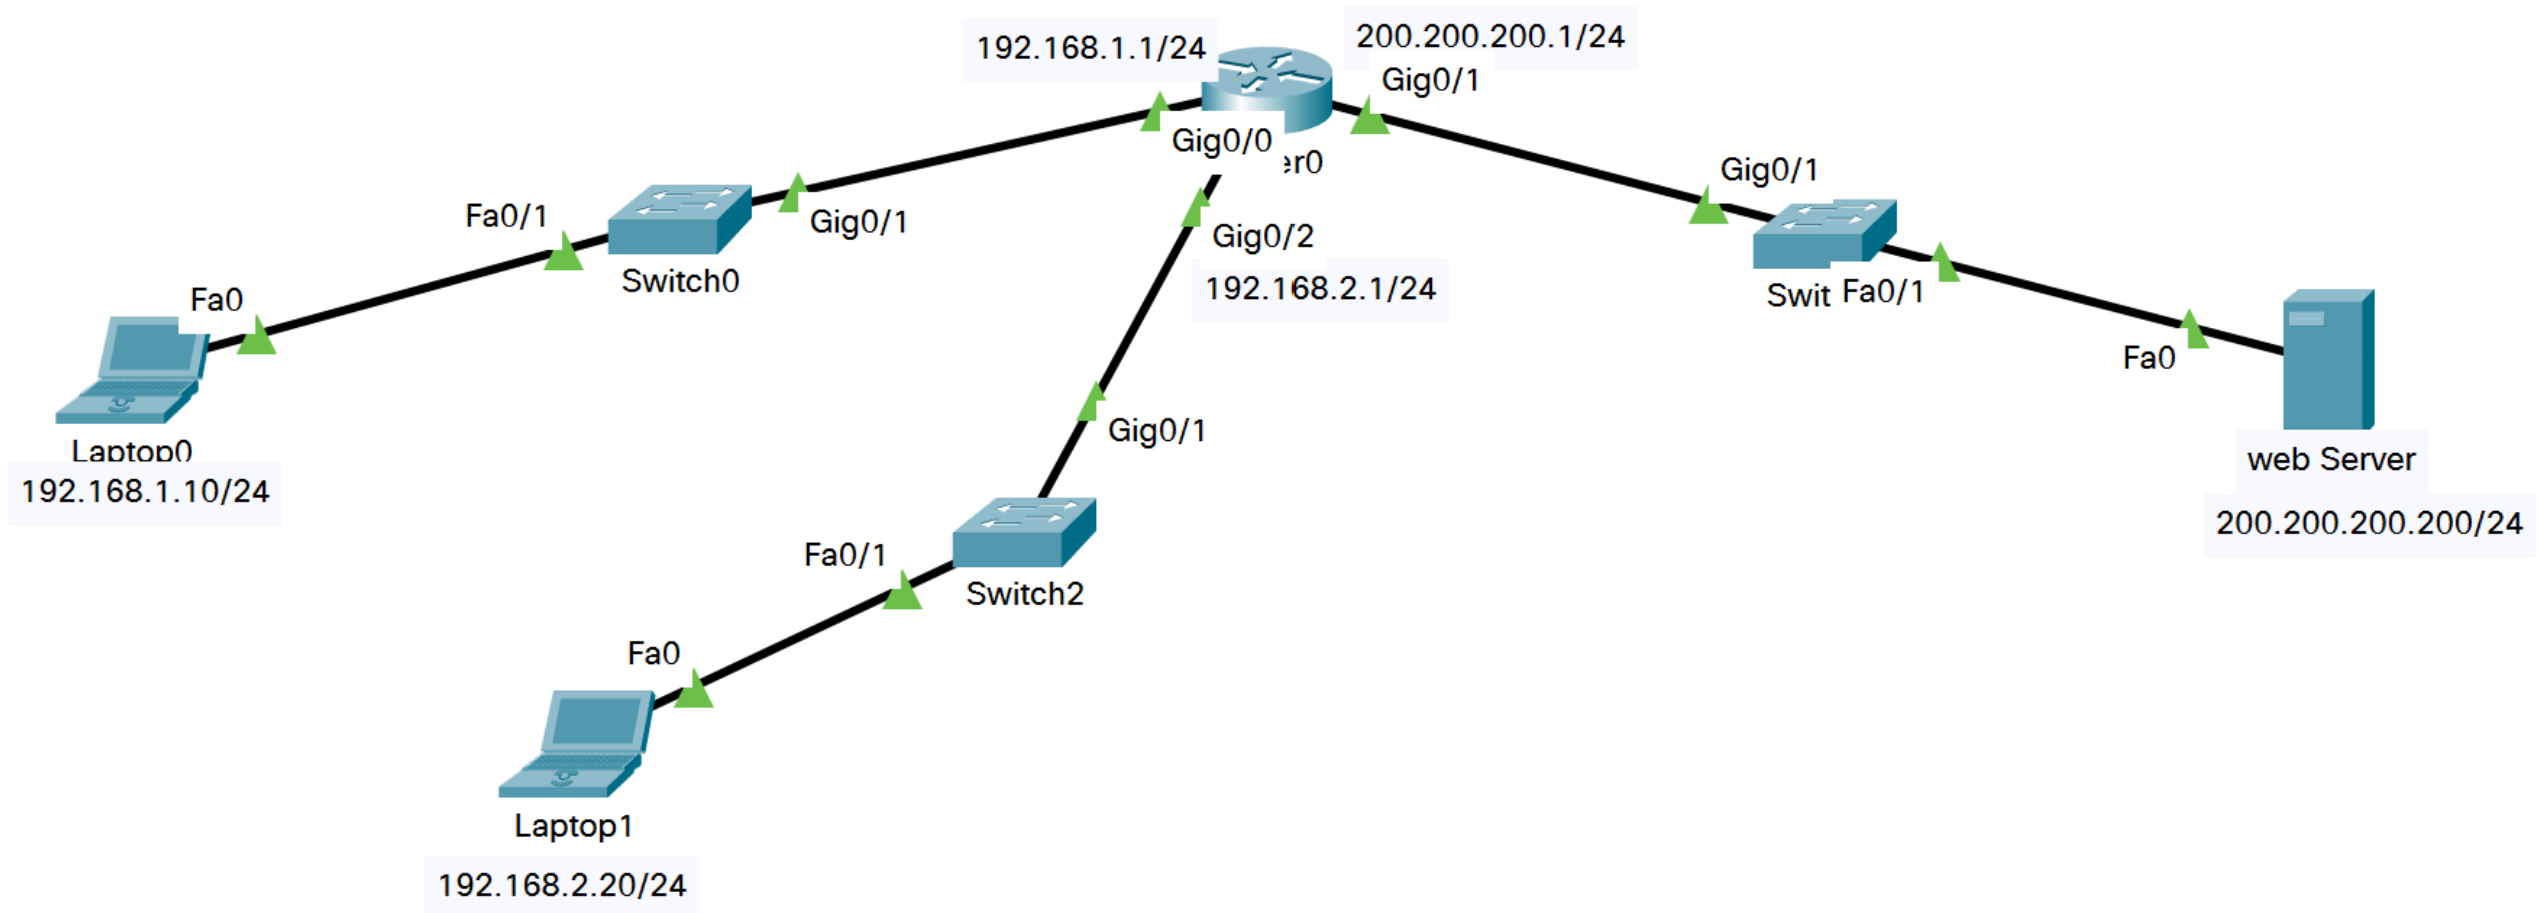 192.168.1.1/24
200.200.200.1/24
Gig0/1
Gig0/0
er0
Gig0/1
Fa0/1
Gig0/1
Gig0/2
Switch0
192.168.2.1/24
Swit
Fa0/1
Fa0
Fa0
Gig0/1
Laptop0
192.168.1.10/24
web Server
200.200.200.200/24
Fa0/1
Switch2
Fa0
Laptop1
192.168.2.20/24